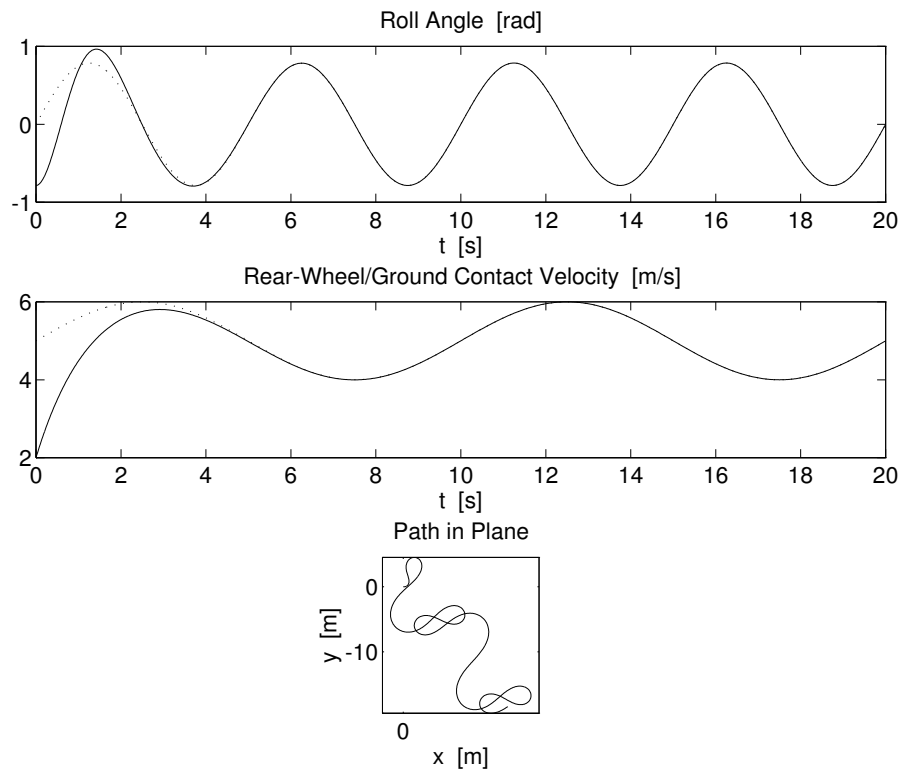 Roll Angle [rad]
1
0
-1
0 2 4 6 8 10 12 14 16 18 20
t [s]
Rear-Wheel/Ground Contact Velocity [m/s]
6
4
2
0 2 4 6 8 10 12 14 16 18 20
t [s]
Path in Plane
0
-10
y [m]
0
x [m]